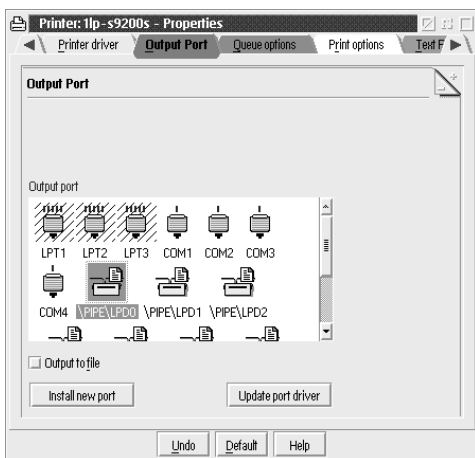 Printer: 1lp-s9200s - Properties
Printer driver Output Port Queue options Print options Text F
Output Port
Output port
LPT1 LPT2 LPT3 COM1 COM2 COM3
COM4 \PIPE\LPD0 \PIPE\LPD1 \PIPE\LPD2
Output to file
Install new port Update port driver
Undo Default Help